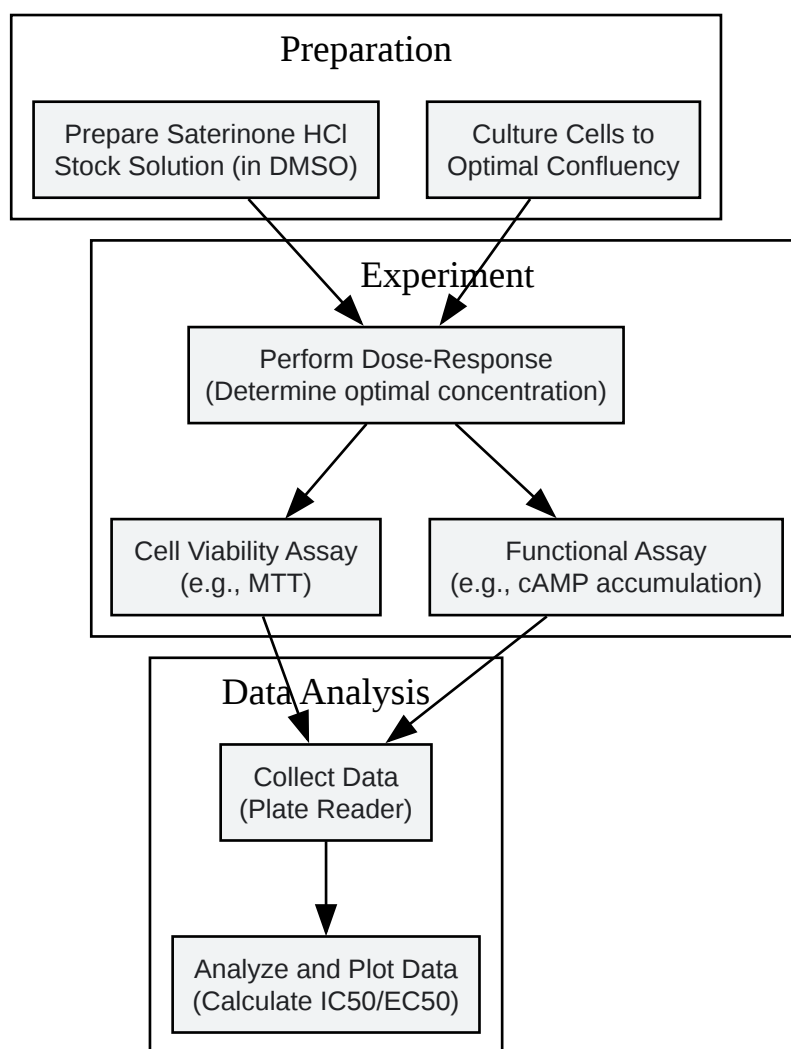 Preparation
Prepare Saterinone HCl
Stock Solution (in DMSO)
Culture Cells to
Optimal Confluency
Experiment
Perform Dose-Response
(Determine optimal concentration)
Cell Viability Assay
(e.g., MTT)
Functional Assay
(e.g., cAMP accumulation)
Data Analysis
Collect Data
(Plate Reader)
Analyze and Plot Data
(Calculate IC50/EC50)